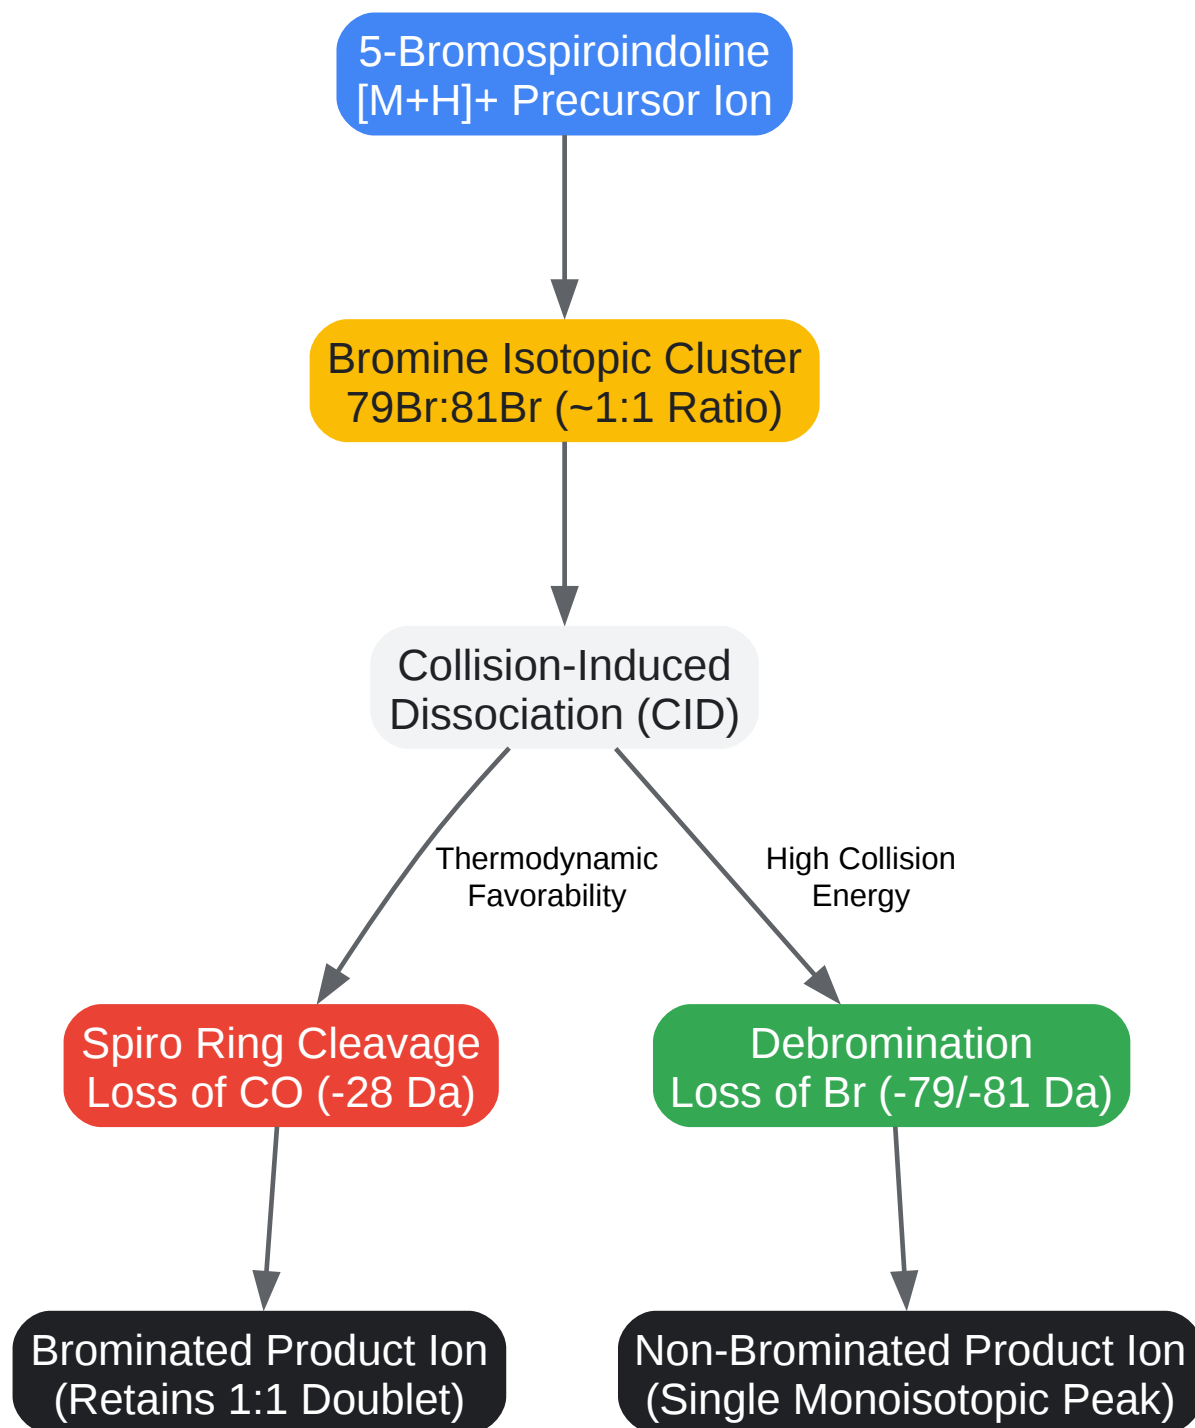 5-Bromospiroindoline
[M+H]+ Precursor Ion
Bromine Isotopic Cluster
79Br:81Br (~1:1 Ratio)
Collision-Induced
Dissociation (CID)
Thermodynamic
Favorability
High Collision
Energy
Spiro Ring Cleavage
Loss of CO (-28 Da)
Debromination
Loss of Br (-79/-81 Da)
Brominated Product Ion
(Retains 1:1 Doublet)
Non-Brominated Product Ion
(Single Monoisotopic Peak)